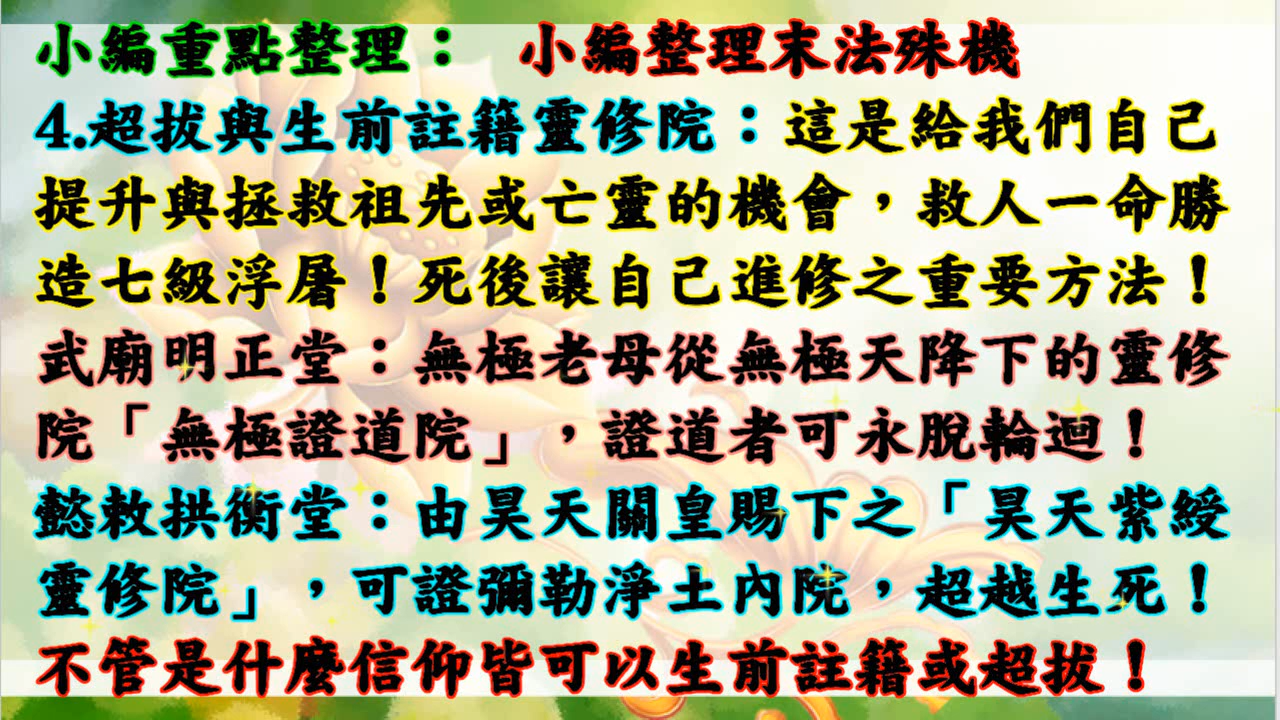 小編重點整理： 小編整理末法殊機
4.超拔與生前註籍靈修院：這是給我們自己
提升與拯救祖先或亡靈的機會，救人一命勝
造七級浮屠！死後讓自己進修之重要方法！
武廟明正堂：無極老母從無極天降下的靈修
院「無極證道院」，證道者可永脫輪迴！
懿敕拱衡堂：由昊天關皇賜下之「昊天紫綬
靈修院」，可證彌勒淨土內院，超越生死！
不管是什麼信仰皆可以生前註籍或超拔！